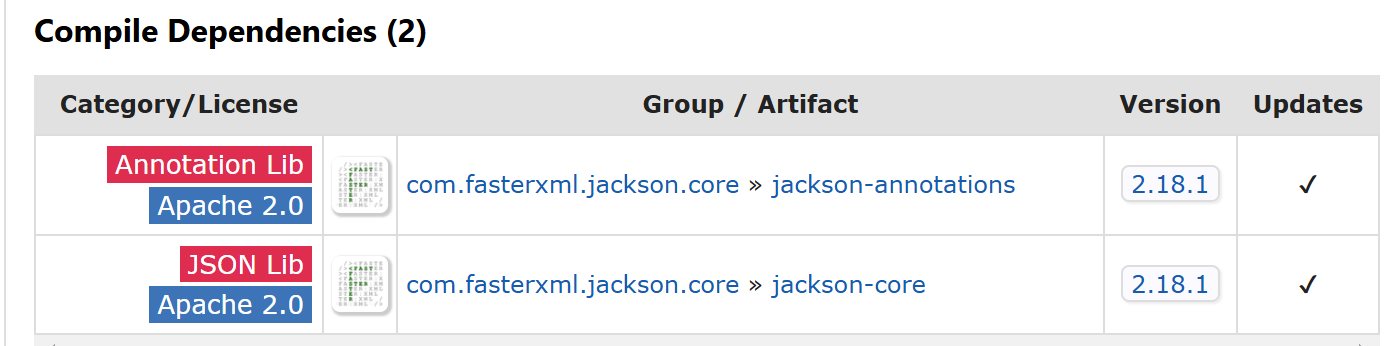 Compile Dependencies (2)
Category/License Group / Artifact Version Updates
Annotation Lib
Apache 2.0
com.fasterxml.jackson.core » jackson-annotations 2.18.1 ✓
JSON Lib
Apache 2.0
com.fasterxml.jackson.core » jackson-core 2.18.1 ✓